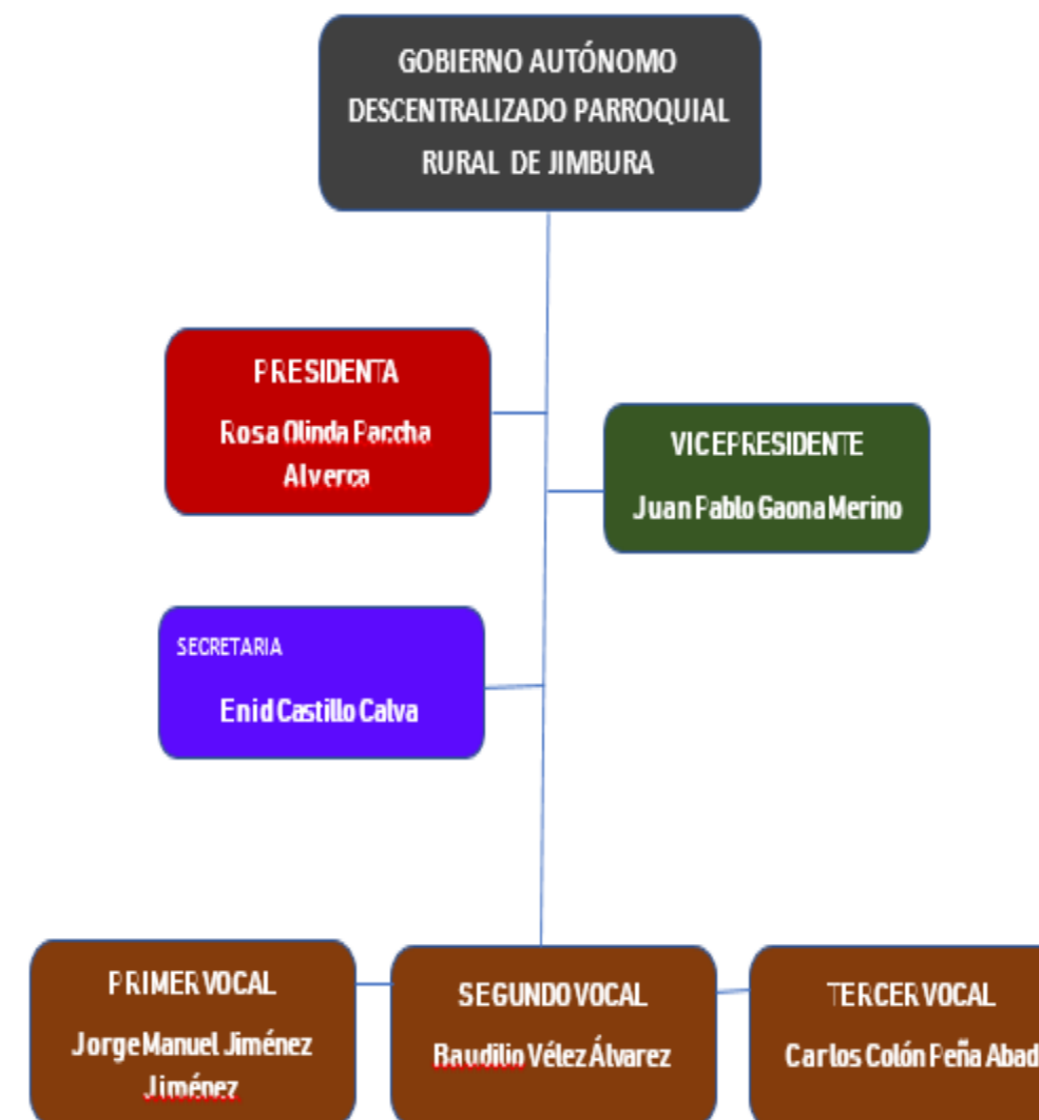 GOBIERNO AUTÓNOMO
DESCENTRALIZADO PARROQUIAL
RURAL DE JIMBURA
PRESIDENTA
Rosa Olinda Paccha
Alverca
VICEPRESIDENTE
Juan Pablo Gaona Merino
SECRETARIA
Enid Castillo Calva
PRIMER VOCAL
Jorge Manuel Jiménez
Jiménez
SEGUNDO VOCAL
Baudilio Vélez Álvarez
TERCER VOCAL
Carlos Colón Peña Abad